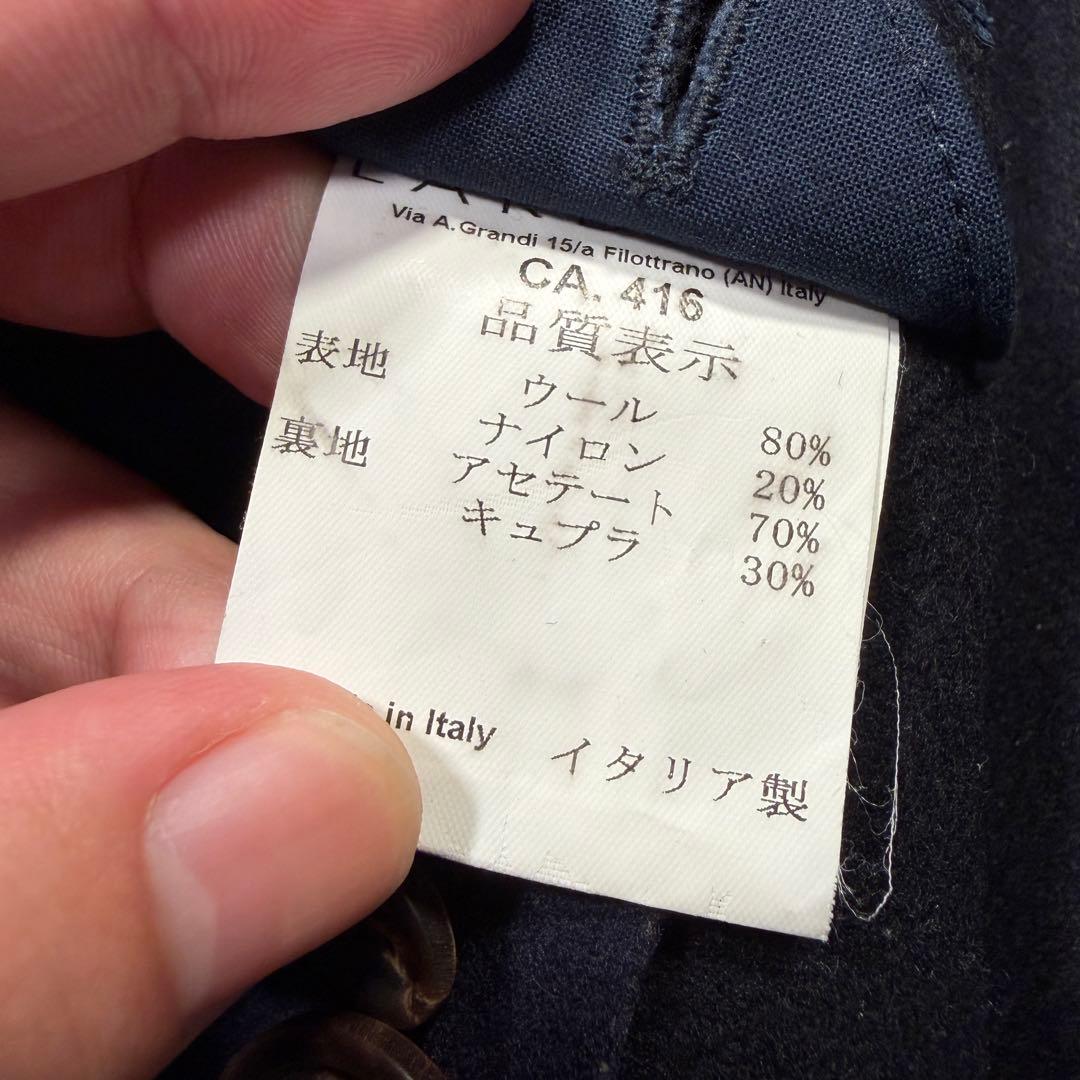 Via A. Grandi 15/a Filottrano (AN) Italy
CA. 416
品質表示
表地 ウール 80%
ナイロン 20%
裏地 アセテート 70%
キュプラ 30%
in Italy イタリア製